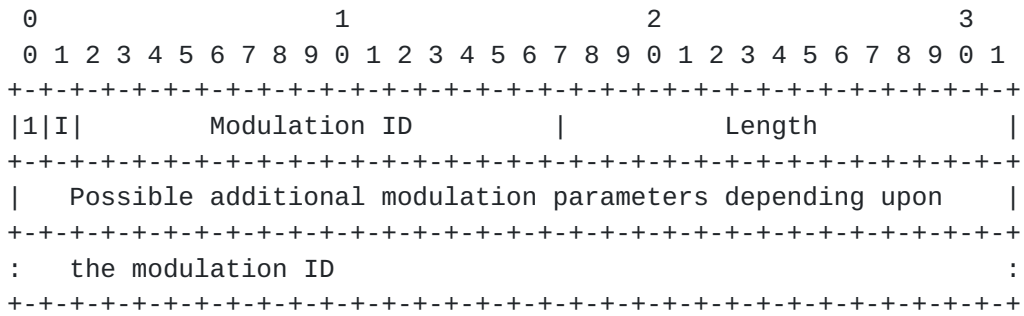 0                   1                   2                   3
 0 1 2 3 4 5 6 7 8 9 0 1 2 3 4 5 6 7 8 9 0 1 2 3 4 5 6 7 8 9 0 1
+-+-+-+-+-+-+-+-+-+-+-+-+-+-+-+-+-+-+-+-+-+-+-+-+-+-+-+-+-+-+-+-+
|1|I|        Modulation ID         |          Length            |
+-+-+-+-+-+-+-+-+-+-+-+-+-+-+-+-+-+-+-+-+-+-+-+-+-+-+-+-+-+-+-+-+
|   Possible additional modulation parameters depending upon    |
+-+-+-+-+-+-+-+-+-+-+-+-+-+-+-+-+-+-+-+-+-+-+-+-+-+-+-+-+-+-+-+-+
:   the modulation ID                                           :
+-+-+-+-+-+-+-+-+-+-+-+-+-+-+-+-+-+-+-+-+-+-+-+-+-+-+-+-+-+-+-+-+